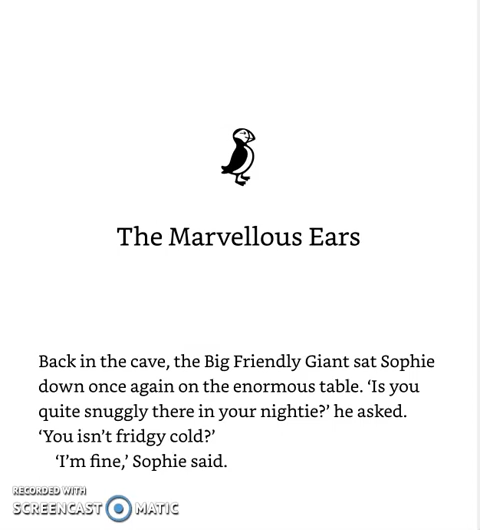 The Marvellous Ears
Back in the cave, the Big Friendly Giant sat Sophie
down once again on the enormous table. ‘Is you
quite snuggly there in your nightie?’ he asked.
‘You isn’t fridgy cold?’
‘I’m fine,’ Sophie said.
RECORDED WITH
SCREENCAST MATIC